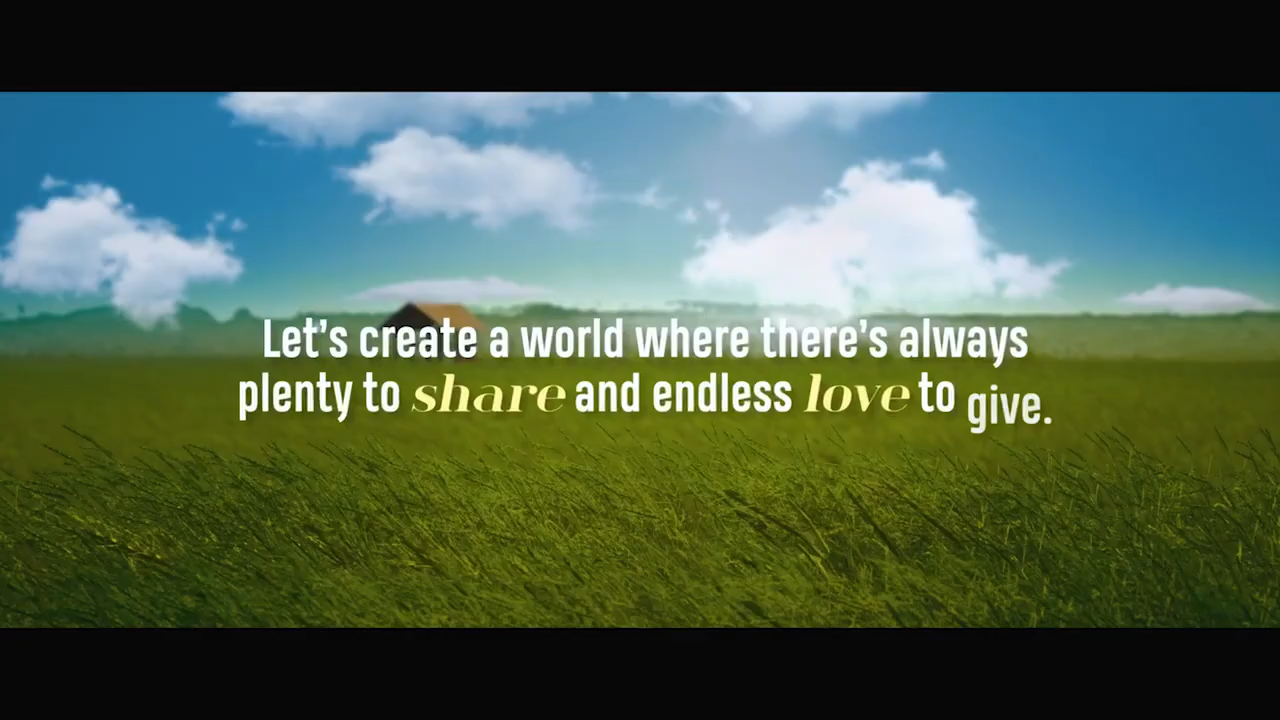 Let's create a world where there's always
plenty to share and endless love to give.